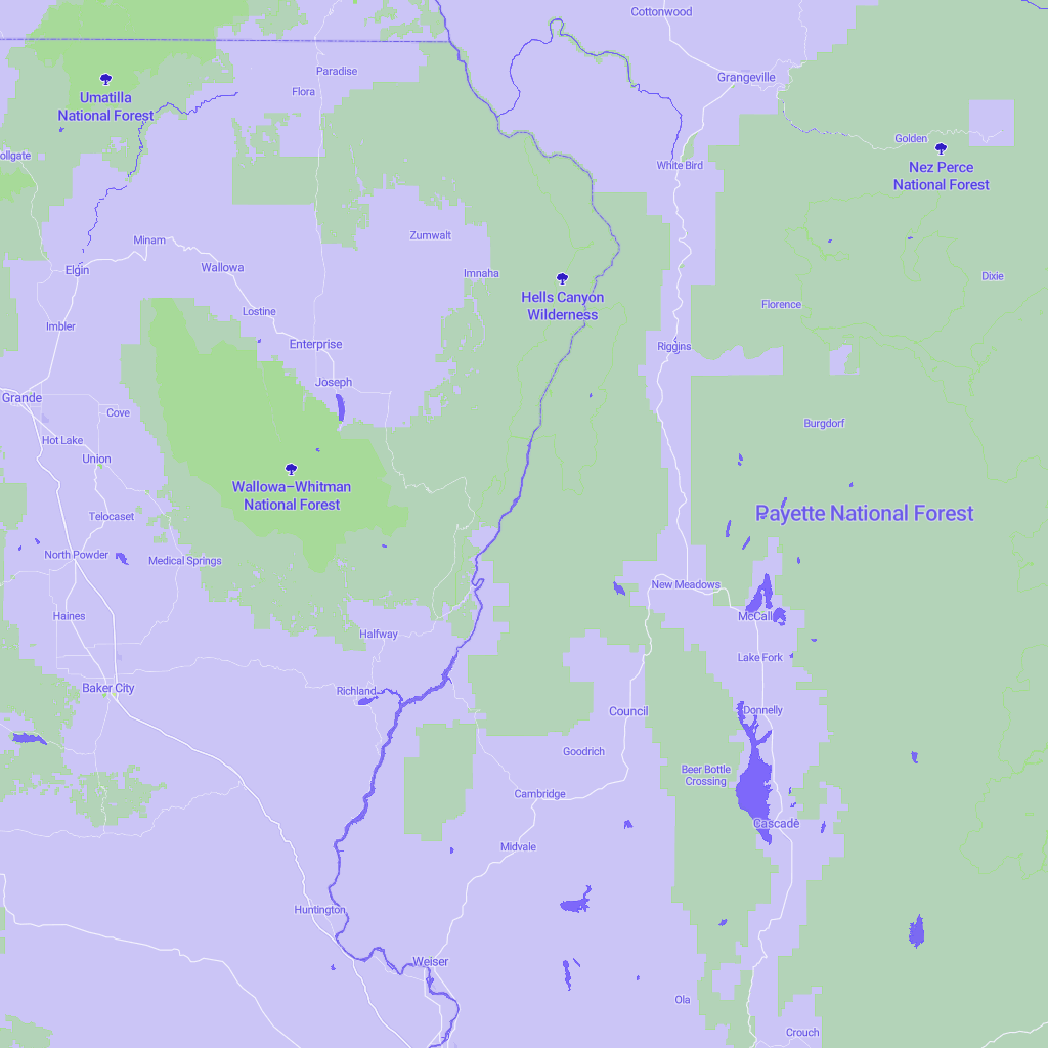 Cottonwood
Paradise
Grangeville
Flora
Umatilla
National Forest
Golden
ollgate
White Bird
Nez Perce
National Forest
Zumwalt
Minam
Elgin
Wallowa
Imnaha
Dixie
Hells Canyon
Wilderness
Florence
Lostine
Imbler
Enterprise
Riggins
Joseph
Grande
Cove
Burgdorf
Hot Lake
Union
Wallowa-Whitman
National Forest
Telocaset
Payette National Forest
North Powder
Medical Springs
New Meadows
Haines
McCall
Halfway
Lake Fork
Baker City
Richland
Council
Donnelly
Goodrich
Beer Bottle
Crossing
Cambridge
Cascade
Midvale
Huntington
Weiser
Ola
Crouch